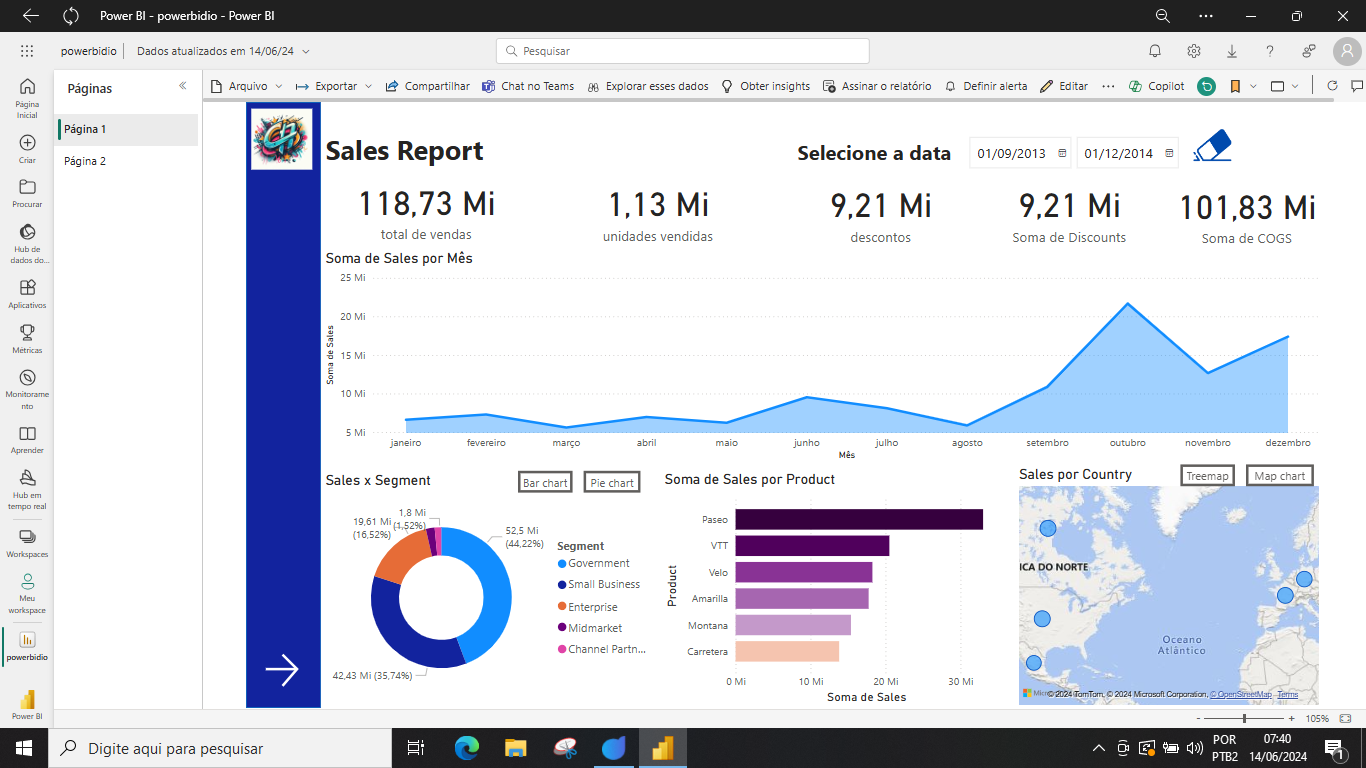 Power BI - powerbidio - Power BI
powerbidio
Dados atualizados em 14/06/24
Pesquisar
Páginas
Página 1
Página 2
Arquivo
Exportar
Compartilhar
Chat no Teams
Explorar esses dados
Obter insights
Assinar o relatório
Definir alerta
Editar
Copilot
Página
Inicial
Criar
Procurar
Hub de
dados do...
Aplicativos
Métricas
Monitorame
nto
Aprender
Hub em
tempo real
Workspaces
Meu
workspace
powerbidio
Power BI
Sales Report
Selecione a data
01/09/2013
01/12/2014
118,73 Mi
total de vendas
1,13 Mi
unidades vendidas
9,21 Mi
descontos
9,21 Mi
Soma de Discounts
101,83 Mi
Soma de COGS
Soma de Sales por Mês
Soma de Sales
25 Mi
20 Mi
15 Mi
10 Mi
5 Mi
janeiro
fevereiro
março
abril
maio
junho
julho
agosto
setembro
outubro
novembro
dezembro
Mês
Sales x Segment
Bar chart
Pie chart
1,8 Mi
(1,52%)
19,61 Mi
(16,52%)
52,5 Mi
(44,22%)
42,43 Mi (35,74%)
Segment
Government
Small Business
Enterprise
Midmarket
Channel Partn...
Soma de Sales por Product
Product
Paseo
VTT
Velo
Amarilla
Montana
Carretera
0 Mi
10 Mi
20 Mi
30 Mi
Soma de Sales
Sales por Country
Treemap
Map chart
ICA DO NORTE
Oceano
Atlântico
© 2024 TomTom, © 2024 Microsoft Corporation, © OpenStreetMap Terms
- + 105%
Digite aqui para pesquisar
POR
PTB2
07:40
14/06/2024
1